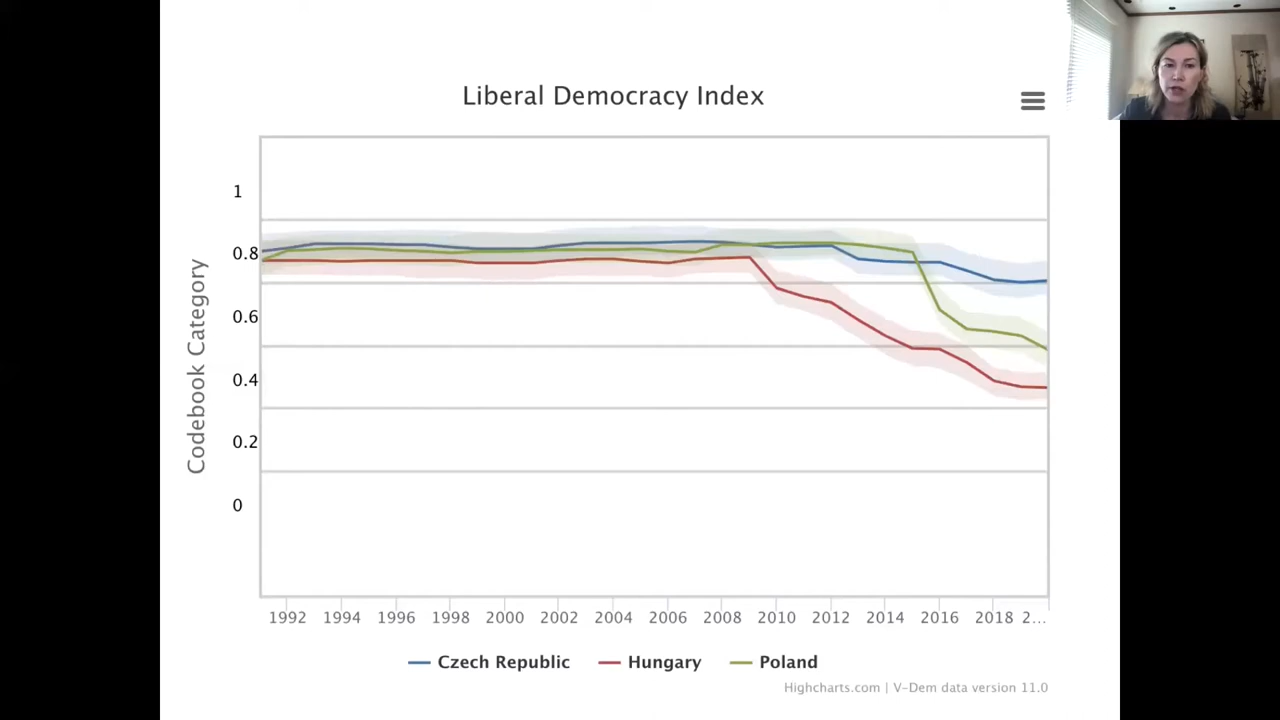 Liberal Democracy Index
Codebook Category
1
0.8
0.6
0.4
0.2
0
1992 1994 1996 1998 2000 2002 2004 2006 2008 2010 2012 2014 2016 2018 2...
Czech Republic Hungary Poland
Highcharts.com | V-Dem data version 11.0